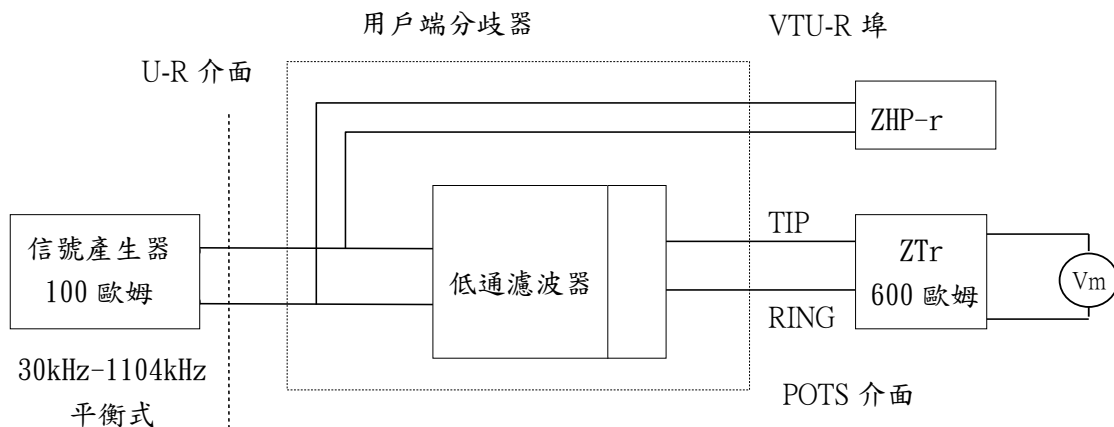 用戶端分歧器
VTU-R 埠
U-R 介面
ZHP-r
信號產生器
100 歐姆
低通濾波器
TIP
RING
ZTr
600 歐姆
Vm
30kHz-1104kHz
平衡式
POTS 介面